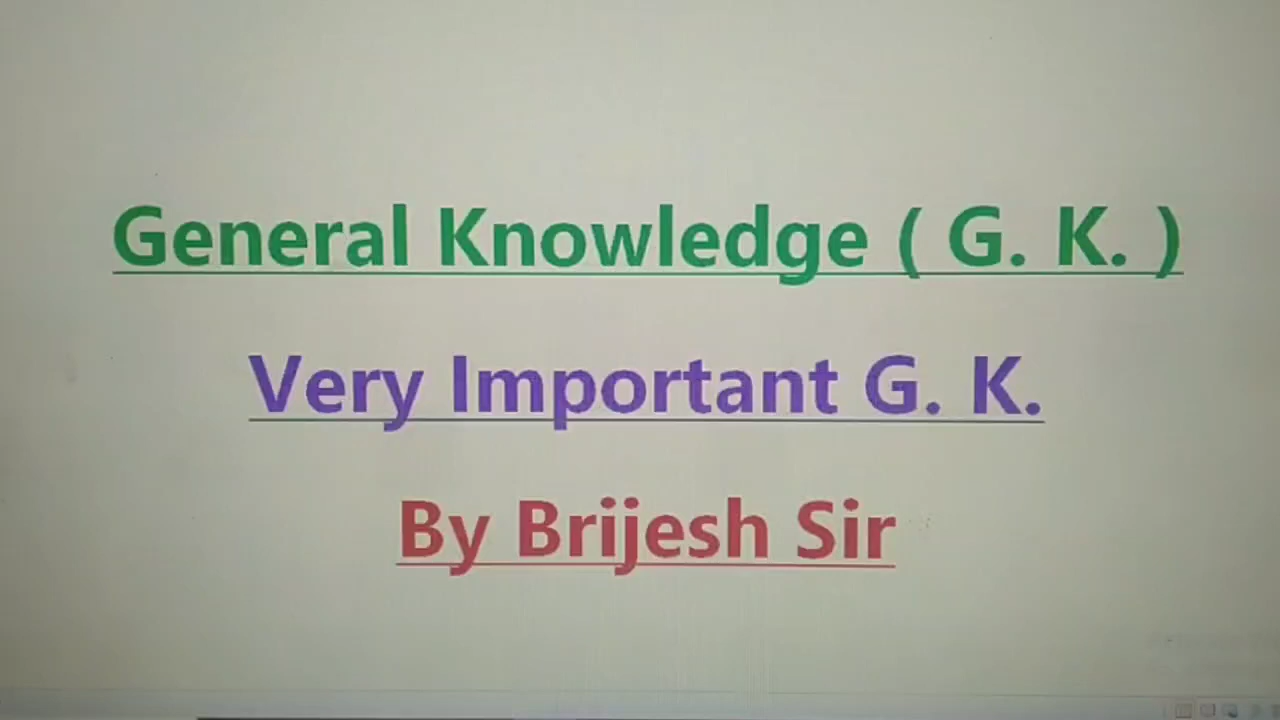 General Knowledge ( G. K. )
Very Important G. K.
By Brijesh Sir